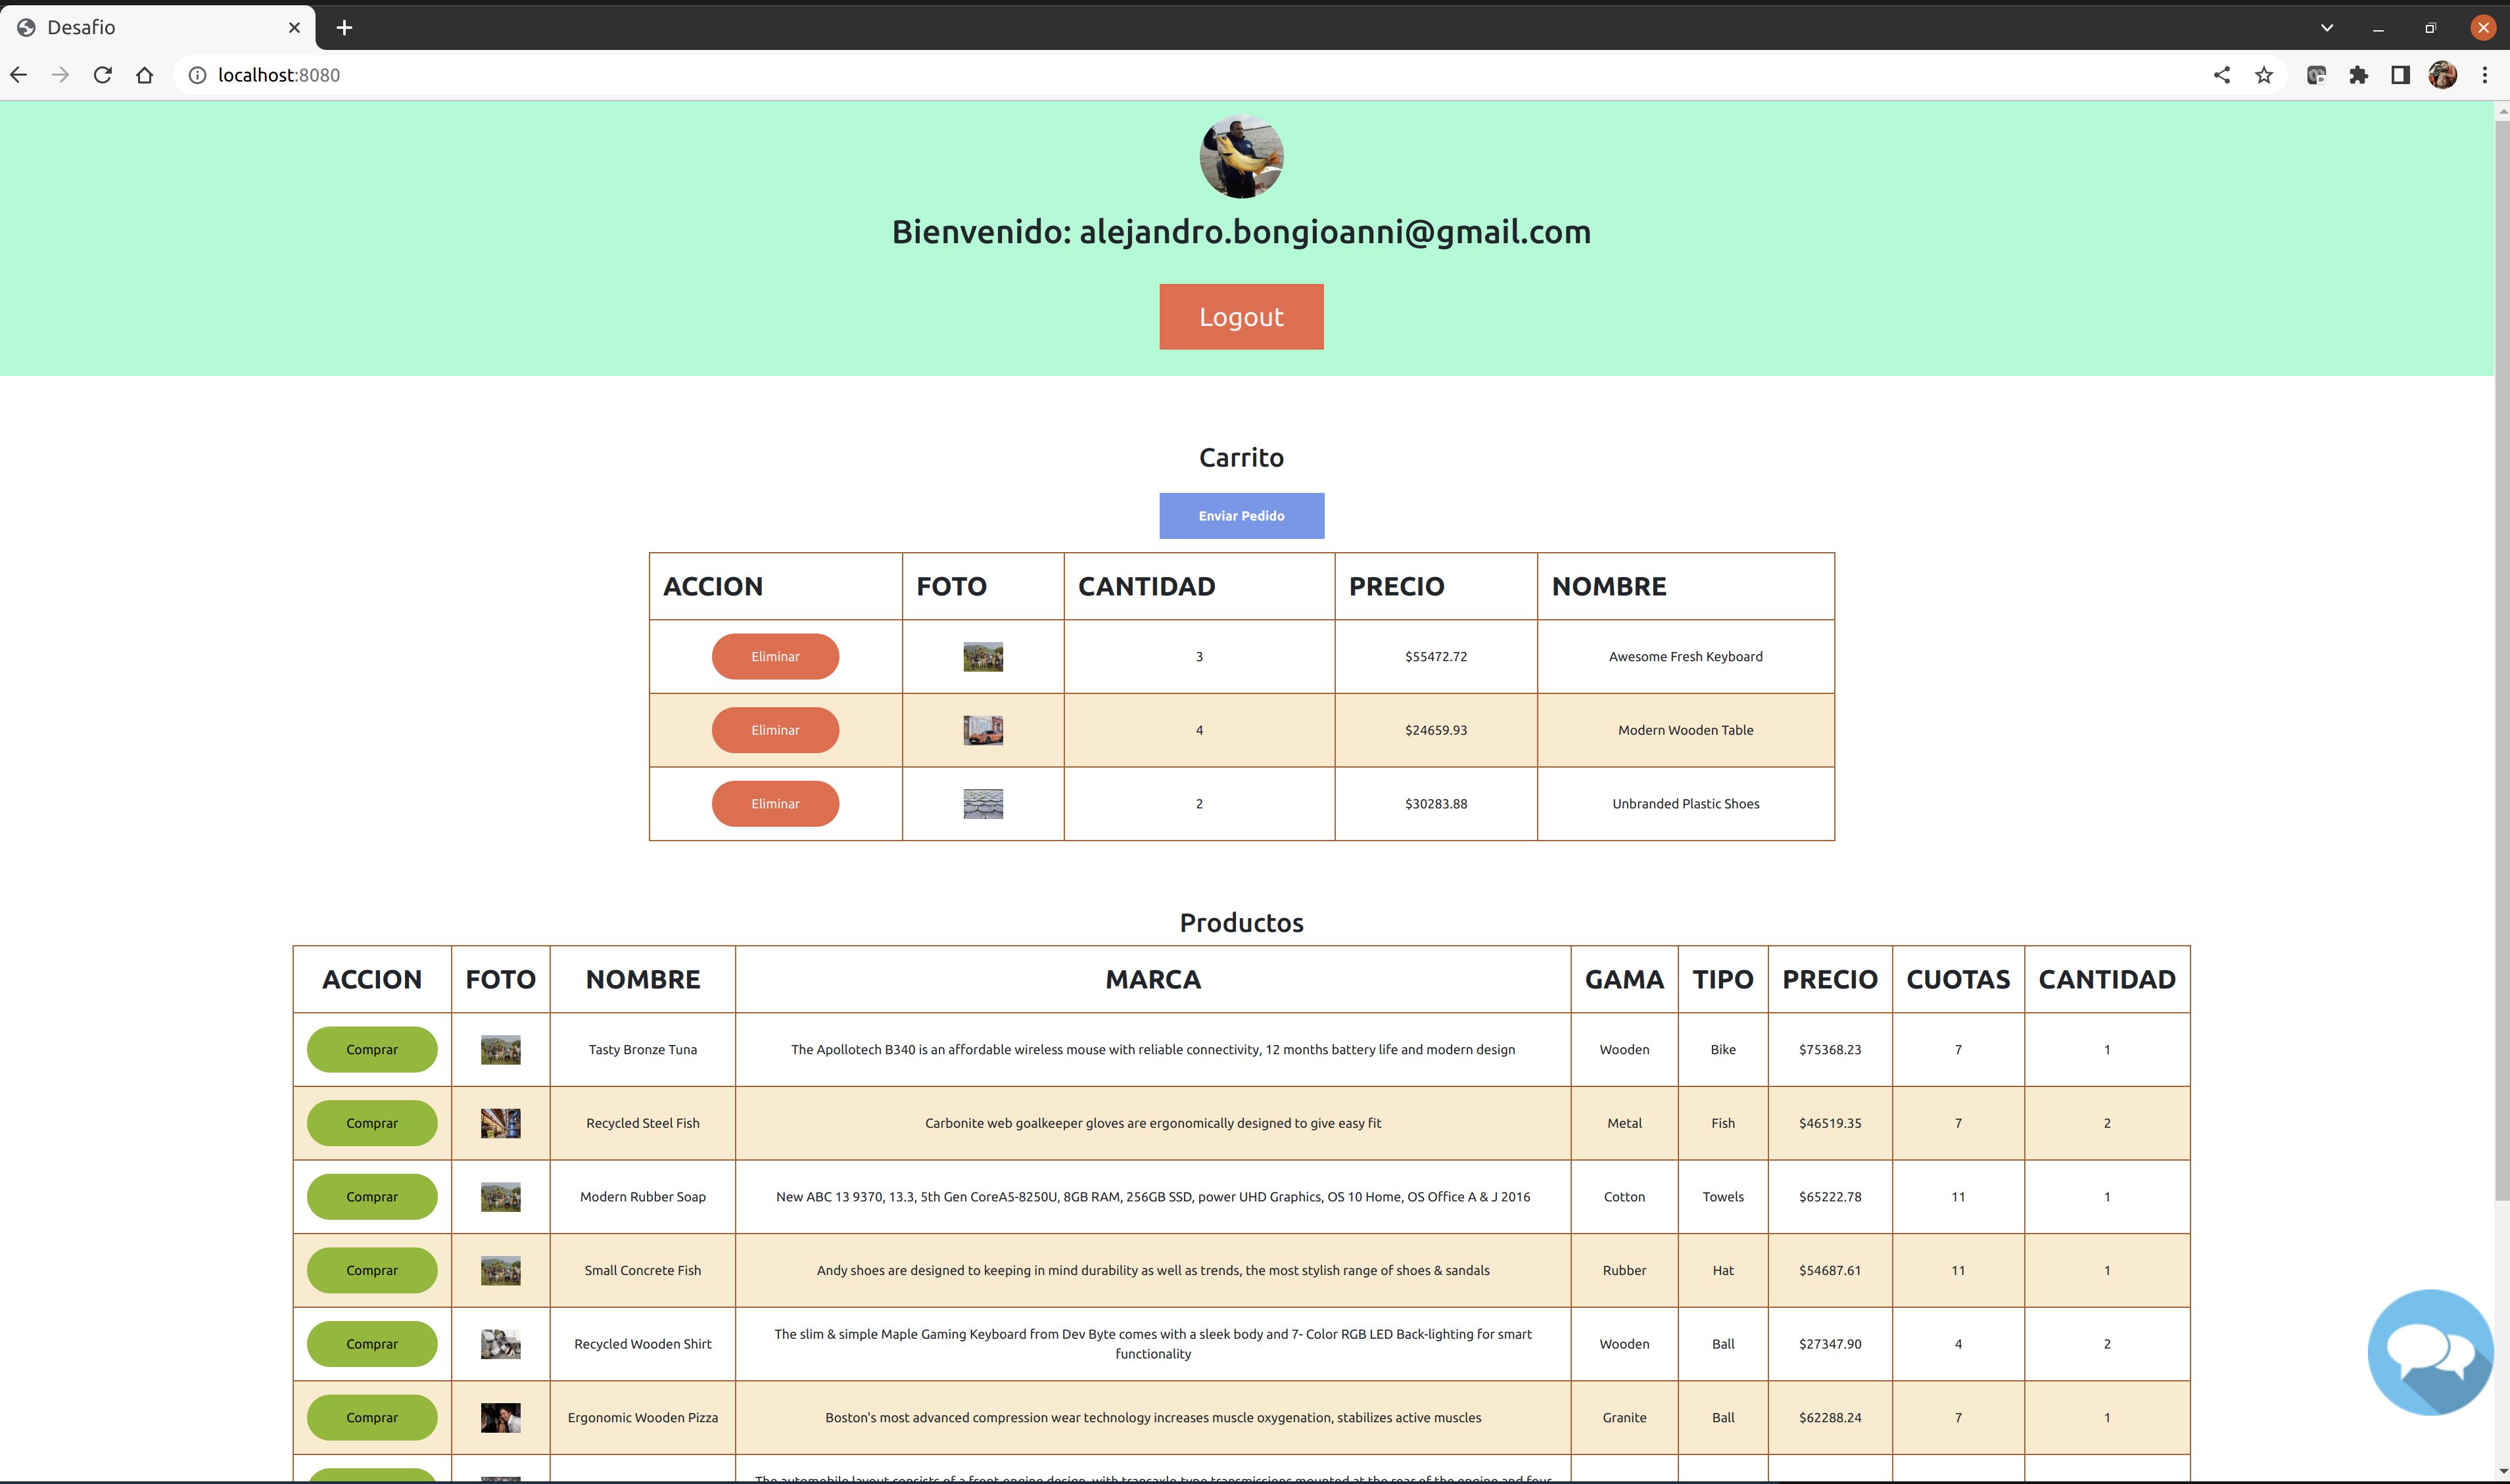 Desafio
localhost:8080
Bienvenido: alejandro.bongioanni@gmail.com
Logout
Carrito
Enviar Pedido
ACCION FOTO CANTIDAD PRECIO NOMBRE
Eliminar 3 $55472.72 Awesome Fresh Keyboard
Eliminar 4 $24659.93 Modern Wooden Table
Eliminar 2 $30283.88 Unbranded Plastic Shoes
Productos
ACCION FOTO NOMBRE MARCA GAMA TIPO PRECIO CUOTAS CANTIDAD
Comprar Tasty Bronze Tuna The Apollotech B340 is an affordable wireless mouse with reliable connectivity, 12 months battery life and modern design Wooden Bike $75368.23 7 1
Comprar Recycled Steel Fish Carbonite web goalkeeper gloves are ergonomically designed to give easy fit Metal Fish $46519.35 7 2
Comprar Modern Rubber Soap New ABC 13 9370, 13.3, 5th Gen CoreA5-8250U, 8GB RAM, 256GB SSD, power UHD Graphics, OS 10 Home, OS Office A & J 2016 Cotton Towels $65222.78 11 1
Comprar Small Concrete Fish Andy shoes are designed to keeping in mind durability as well as trends, the most stylish range of shoes & sandals Rubber Hat $54687.61 11 1
Comprar Recycled Wooden Shirt The slim & simple Maple Gaming Keyboard from Dev Byte comes with a sleek body and 7- Color RGB LED Back-lighting for smart
functionality Wooden Ball $27347.90 4 2
Comprar Ergonomic Wooden Pizza Boston's most advanced compression wear technology increases muscle oxygenation, stabilizes active muscles Granite Ball $62288.24 7 1
The automobile layout consists of a front-engine design, with transaxle-type transmissions mounted at the rear of the engine and four